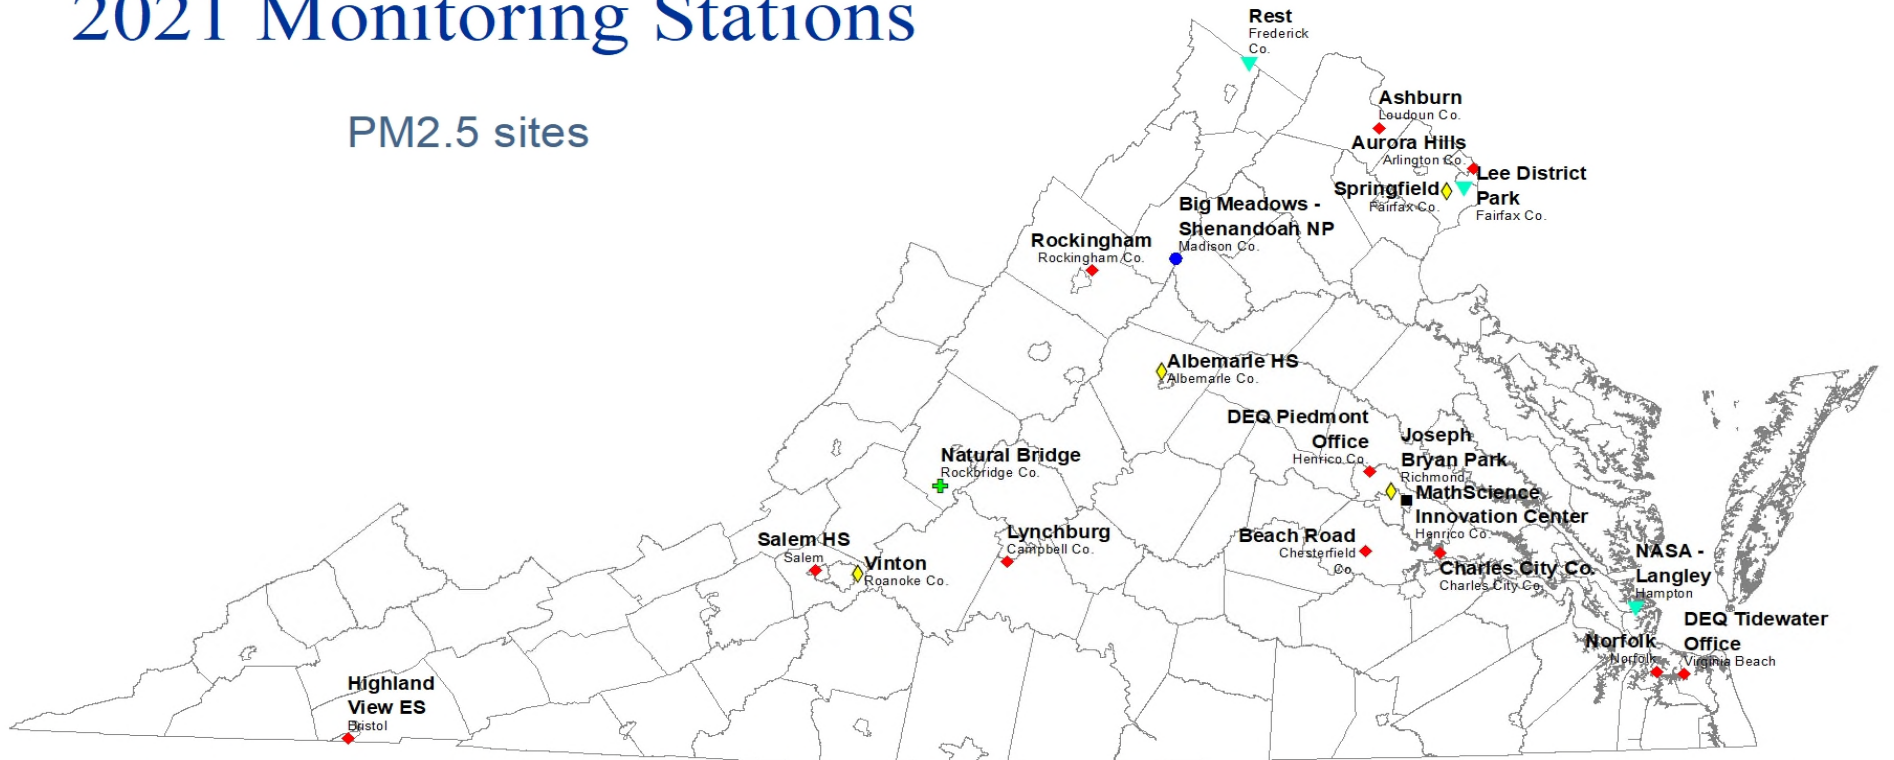 2021 Monitoring Stations
PM2.5 sites
Rest
Frederick
Co.
Ashburn
Loudoun Co.
Aurora Hills
Arlington Co.
Lee District
Park
Fairfax Co.
Springfield
Fairfax Co.
Big Meadows -
Shenandoah NP
Madison Co.
Rockingham
Rockingham Co.
Albemarle HS
Albemarle Co.
DEQ Piedmont
Office
Henrico Co.
Joseph
Bryan Park
Richmond
MathScience
Innovation Center
Henrico Co.
Natural Bridge
Rockbridge Co.
Lynchburg
Campbell Co.
Beach Road
Chesterfield
Co.
Charles City Co.
Charles City Co.
Salem HS
Salem
Vinton
Roanoke Co.
NASA -
Langley
Hampton
DEQ Tidewater
Office
Virginia Beach
Norfolk
Norfolk
Highland
View ES
Bristol